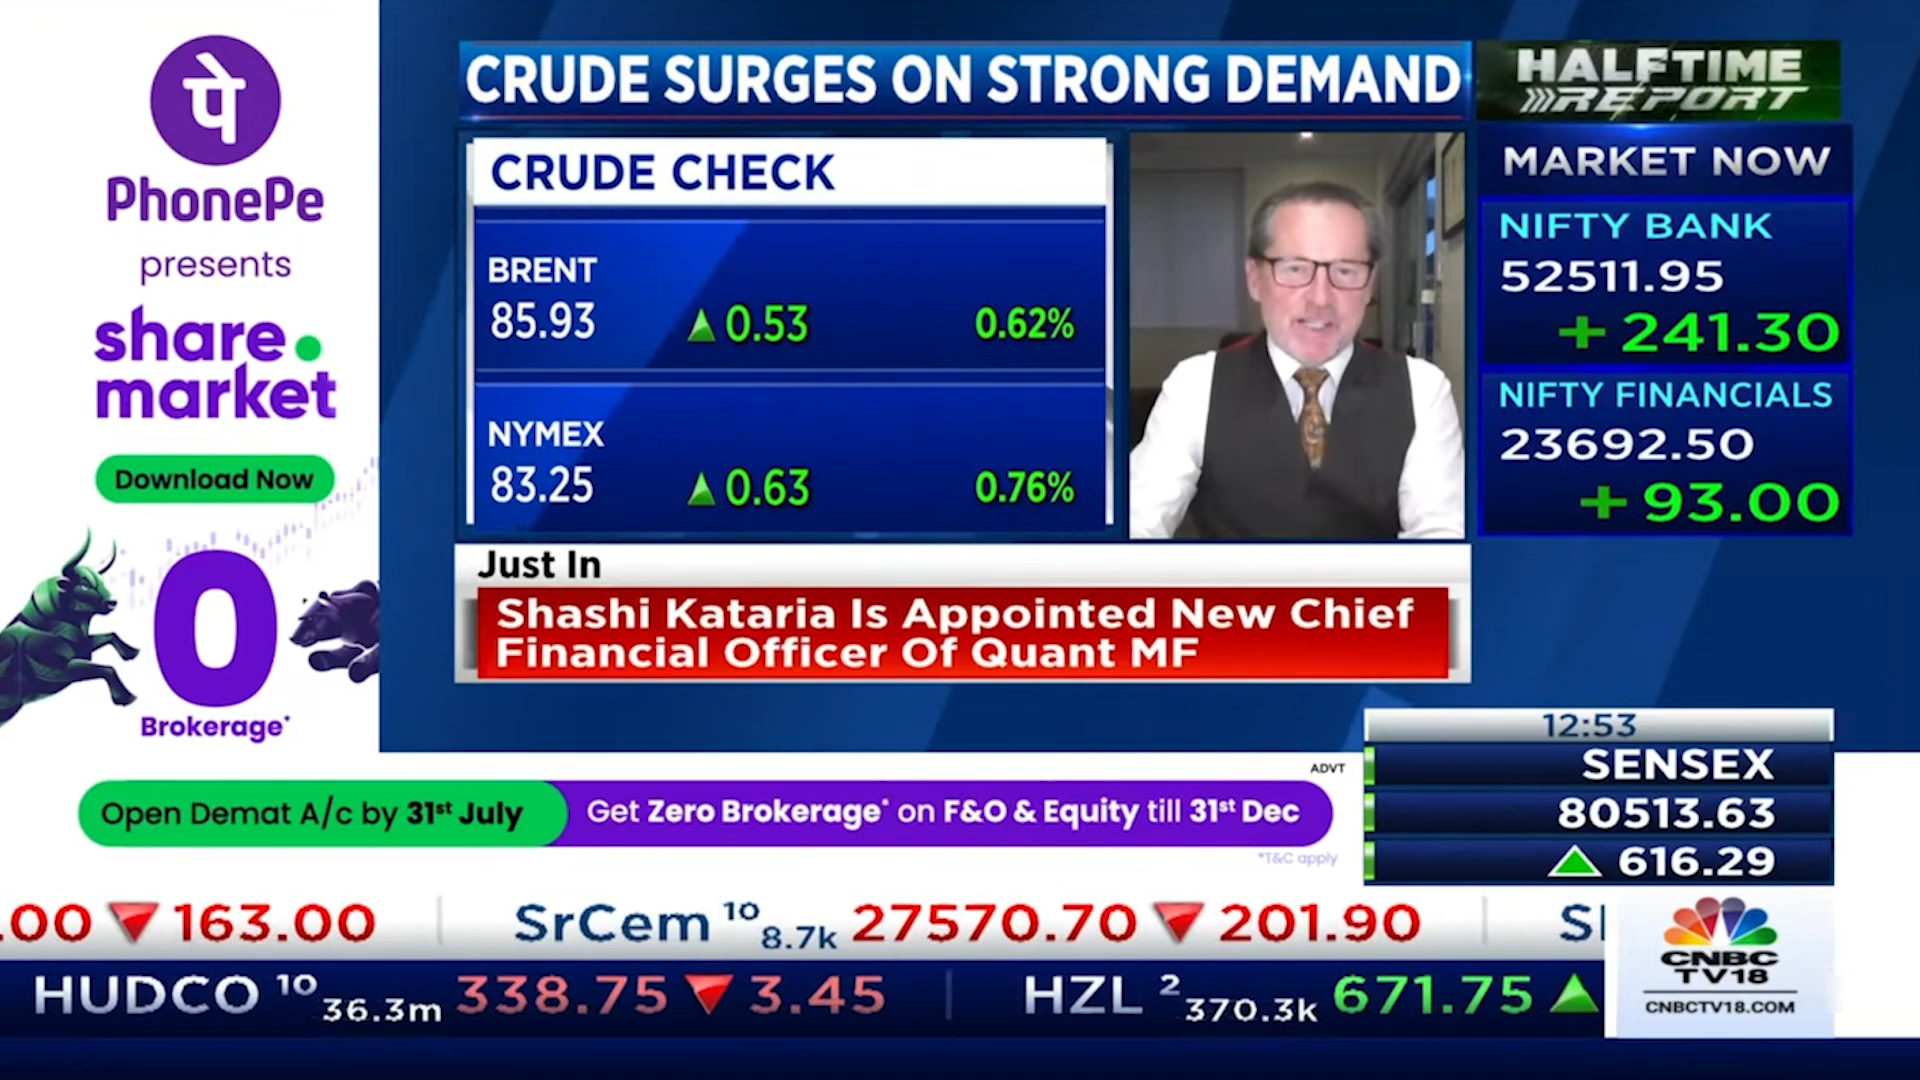 पे
PhonePe
presents
share.
market
Download Now
0
Brokerage*
CRUDE SURGES ON STRONG DEMAND
CRUDE CHECK
BRENT
85.93 ▲ 0.53 0.62%
NYMEX
83.25 ▲ 0.63 0.76%
Just In
Shashi Kataria Is Appointed New Chief
Financial Officer Of Quant MF
HALFTIME
REPORT
MARKET NOW
NIFTY BANK
52511.95
+ 241.30
NIFTY FINANCIALS
23692.50
+ 93.00
ADVT
Open Demat A/c by 31st July
Get Zero Brokerage* on F&O & Equity till 31st Dec
*T&C apply
12:53
SENSEX
80513.63
▲ 616.29
.00 ▼ 163.00 SrCem 10 8.7k 27570.70 ▼ 201.90
HUDCO 10 36.3m 338.75 ▼ 3.45 HZL 2 370.3k 671.75 ▲
CNBC
TV18
CNBCTV18.COM